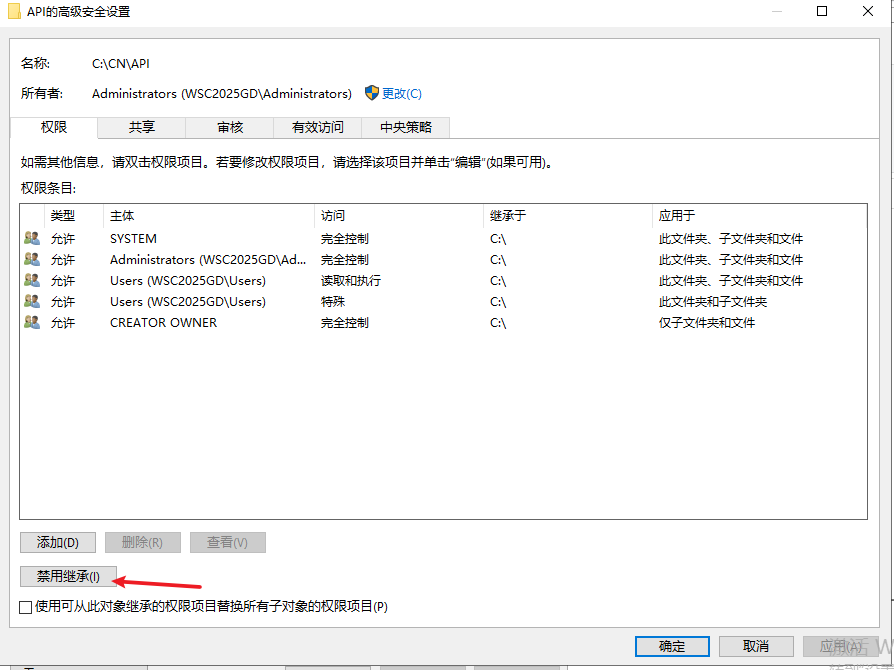 API的高级安全设置
名称: C:\CN\API
所有者: Administrators (WSC2025GD\Administrators) 更改(C)
权限 共享 审核 有效访问 中央策略
如需其他信息，请双击权限项目。若要修改权限项目，请选择该项目并单击“编辑”(如果可用)。
权限条目:
类型 主体 访问 继承于 应用于
允许 SYSTEM 完全控制 C:\ 此文件夹、子文件夹和文件
允许 Administrators (WSC2025GD\Ad... 完全控制 C:\ 此文件夹、子文件夹和文件
允许 Users (WSC2025GD\Users) 读取和执行 C:\ 此文件夹、子文件夹和文件
允许 Users (WSC2025GD\Users) 特殊 C:\ 此文件夹和子文件夹
允许 CREATOR OWNER 完全控制 C:\ 仅子文件夹和文件
添加(D) 删除(R) 查看(V)
禁用继承(I)
使用可从此对象继承的权限项目替换所有子对象的权限项目(P)
确定 取消 应用(A)
激活 W